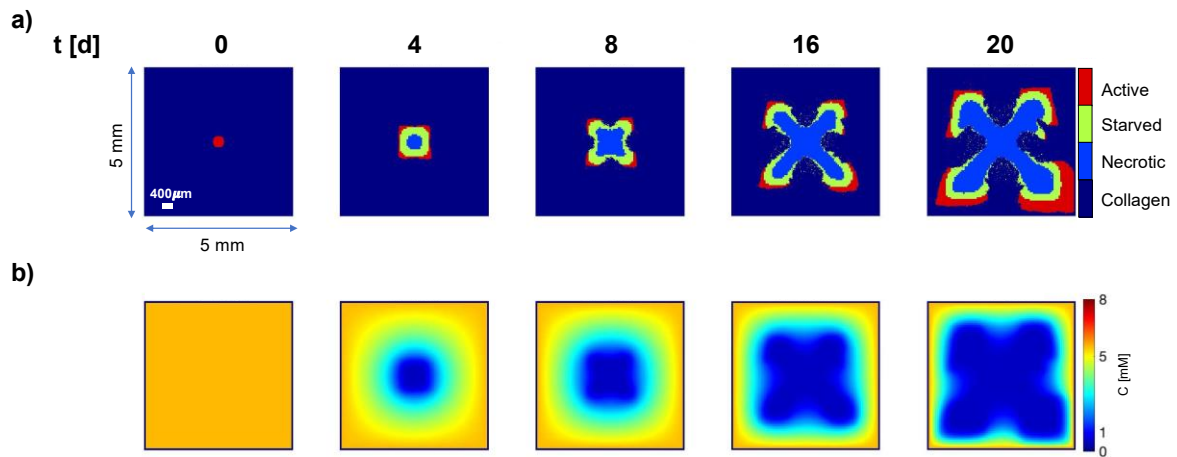 a)
t [d] 0 4 8 16 20
5 mm
400μm
5 mm
Active
Starved
Necrotic
Collagen
b)
8
5
1
0
C [mM]